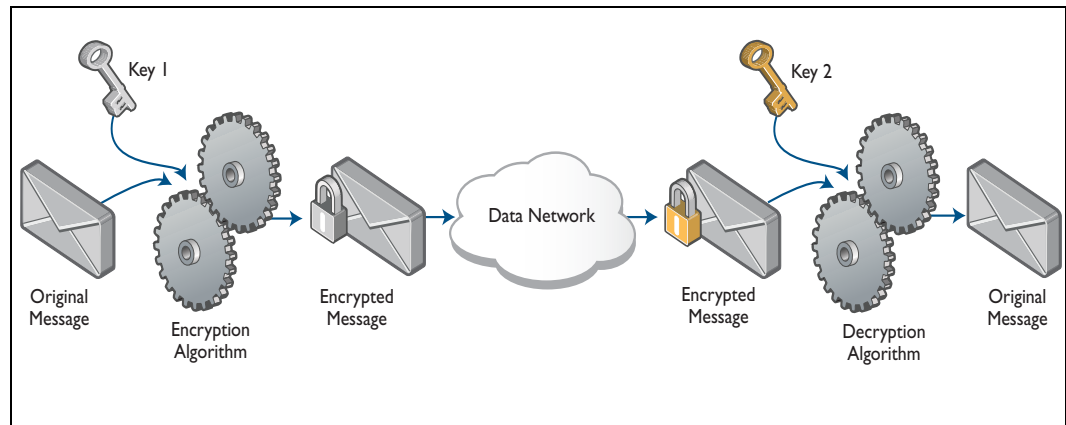 Key 1
Key 2
Data Network
Original
Message
Encryption
Algorithm
Encrypted
Message
Encrypted
Message
Decryption
Algorithm
Original
Message